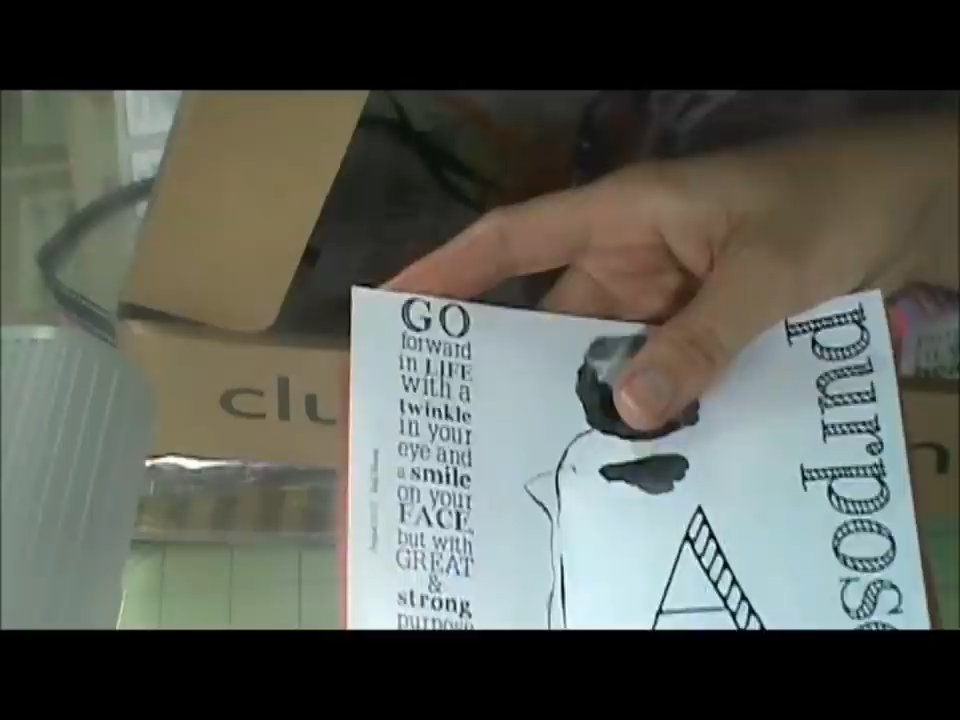 GO
forward
in LIFE
with a
twinkle
in your
eye and
a smile
on your
FACE,
but with
GREAT
&
strong
purpose
A